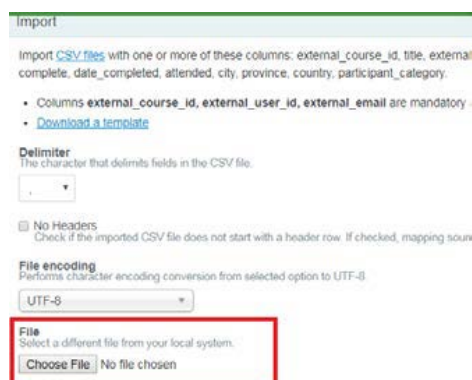 Import
Import CSV files with one or more of these columns: external_course_id, title, external
complete, date_completed, attended, city, province, country, participant_category.
• Columns external_course_id, external_user_id, external_email are mandatory
• Download a template
Delimiter
The character that delimits fields in the CSV file.
,
No Headers
Check if the imported CSV file does not start with a header row. If checked, mapping
File encoding
Performs character encoding conversion from selected option to UTF-8
UTF-8
File
Select a different file from your local system.
Choose File No file chosen